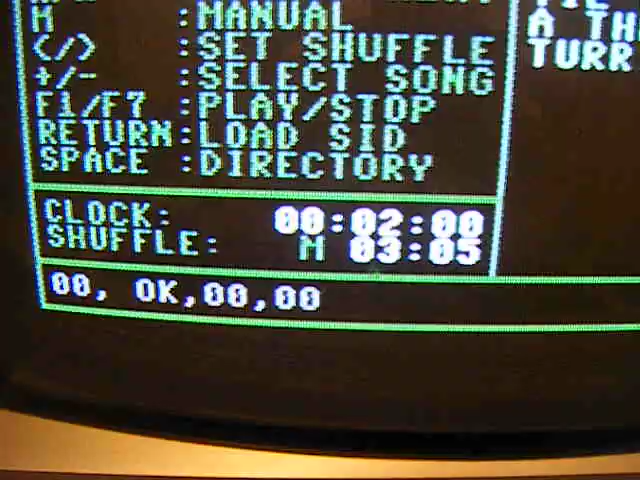 M :MANUAL
</> :SET SHUFFLE
+/- :SELECT SONG
F1/F7 :PLAY/STOP
RETURN:LOAD SID
SPACE :DIRECTORY
A TH
TURR
CLOCK: 00:02:00
SHUFFLE: M 03:05
00, OK,00,00